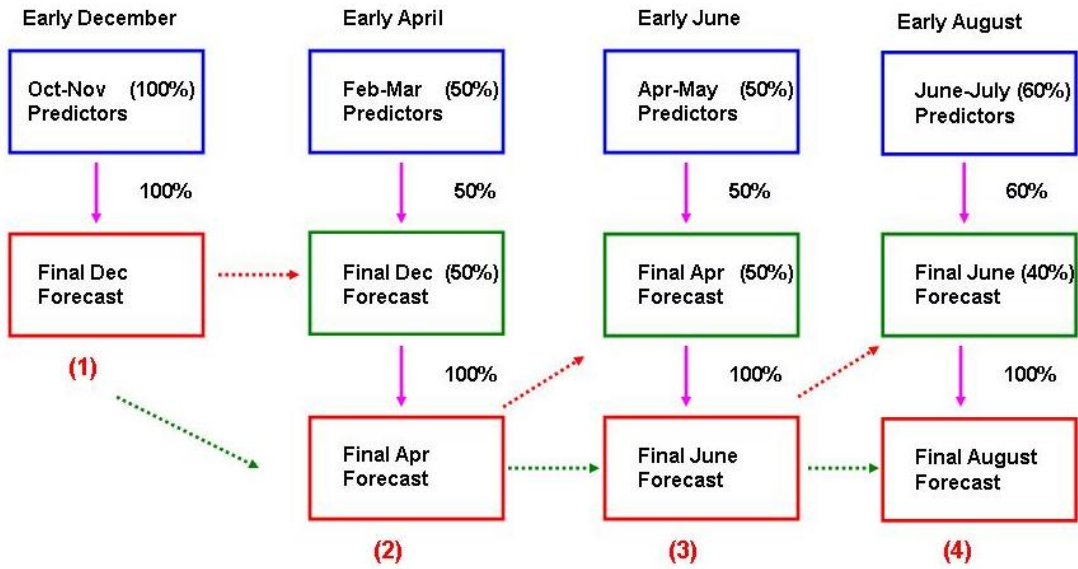 Early December
Early April
Early June
Early August
Oct-Nov (100%)
Predictors
Feb-Mar (50%)
Predictors
Apr-May (50%)
Predictors
June-July (60%)
Predictors
100%
50%
50%
60%
Final Dec
Forecast
Final Dec (50%)
Forecast
Final Apr (50%)
Forecast
Final June (40%)
Forecast
(1)
100%
100%
100%
Final Apr
Forecast
Final June
Forecast
Final August
Forecast
(2)
(3)
(4)